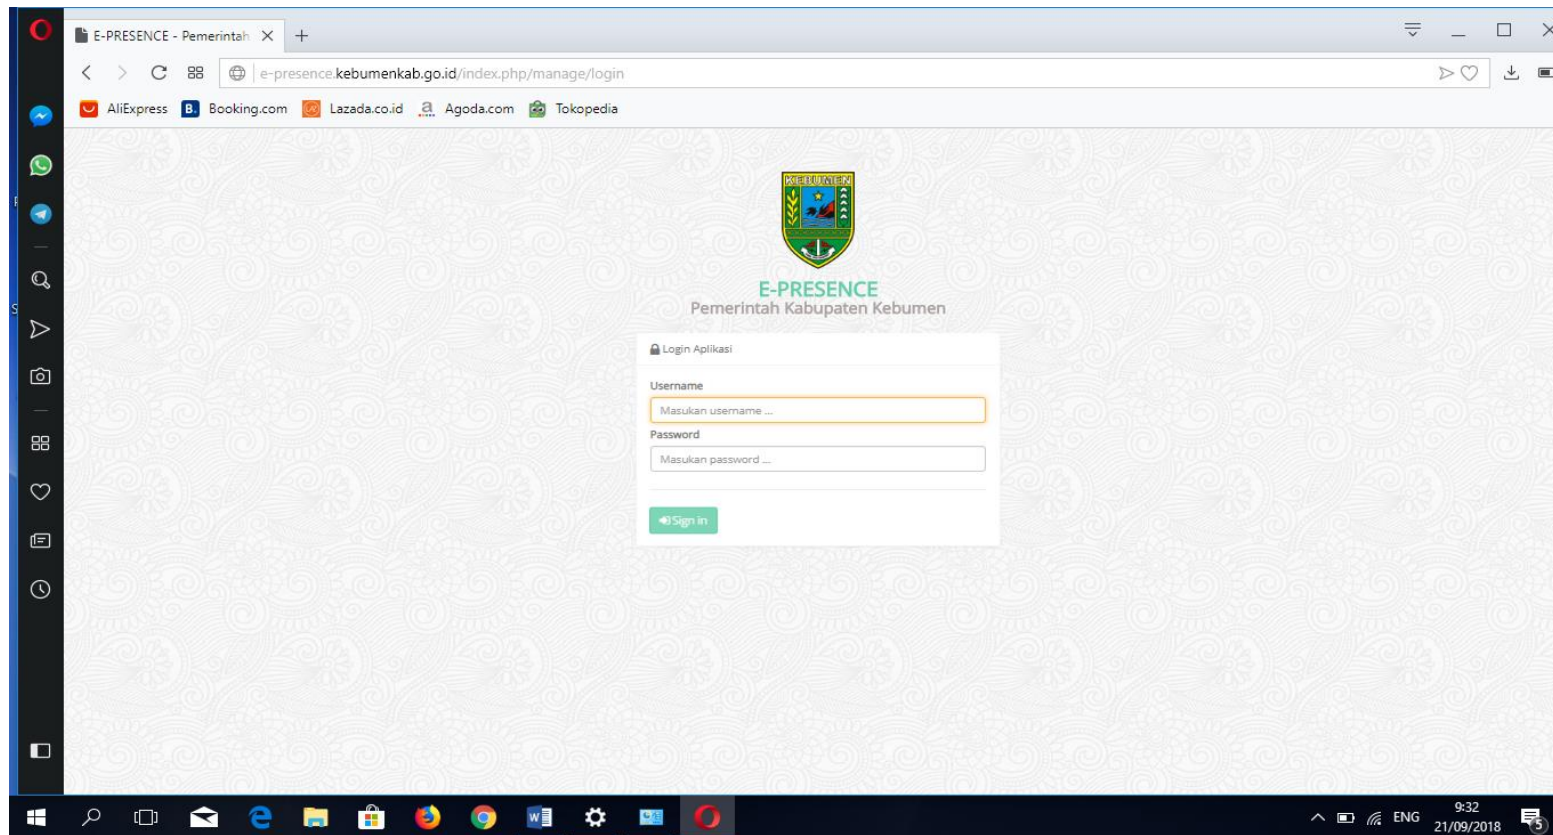 E-PRESENCE - Pemerintah
e-presence.kebumenkab.go.id/index.php/manage/login
AliExpress B. Booking.com Lazada.co.id a Agoda.com Tokopedia
KEBUMEN
E-PRESENCE
Pemerintah Kabupaten Kebumen
Login Aplikasi
Username
Masukan username ...
Password
Masukan password ...
Sign in
ENG
9:32
21/09/2018
5